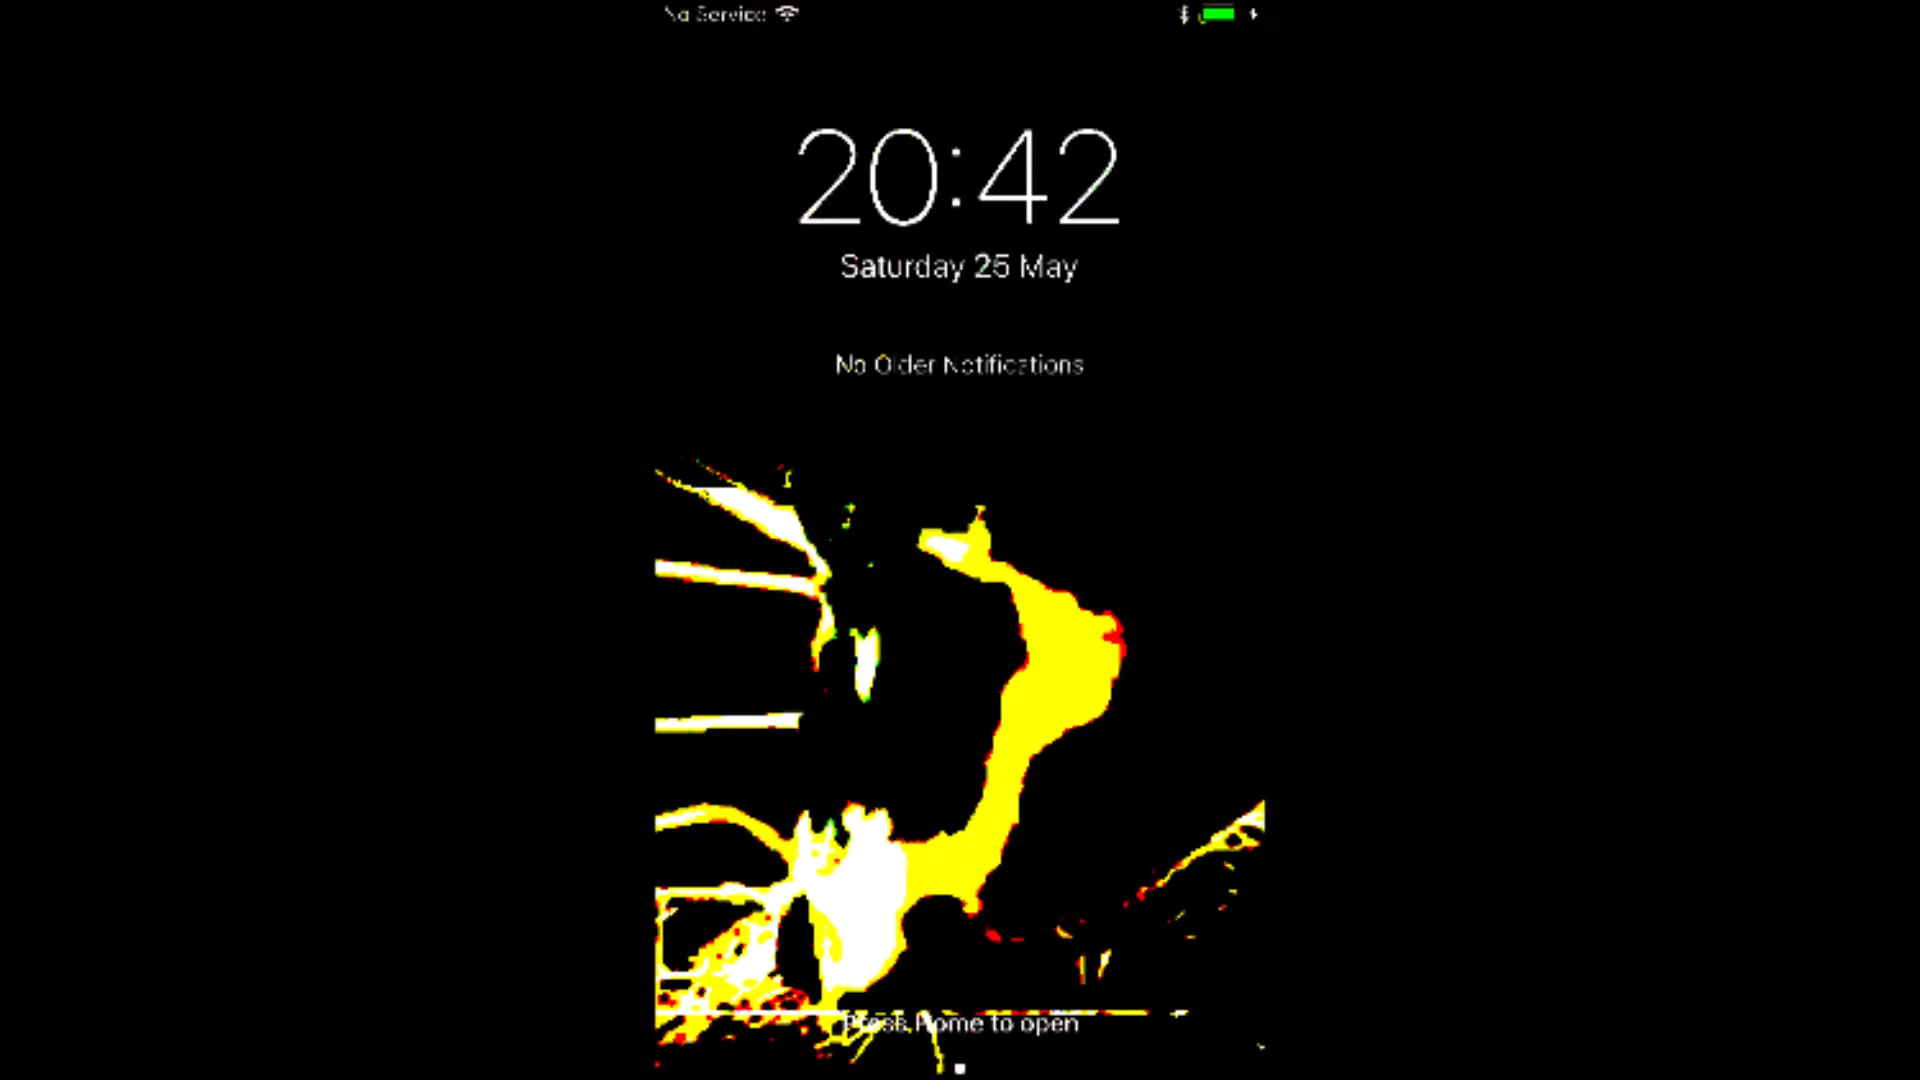 No Service
20:42
Saturday 25 May
No Older Notifications
Press Home to open